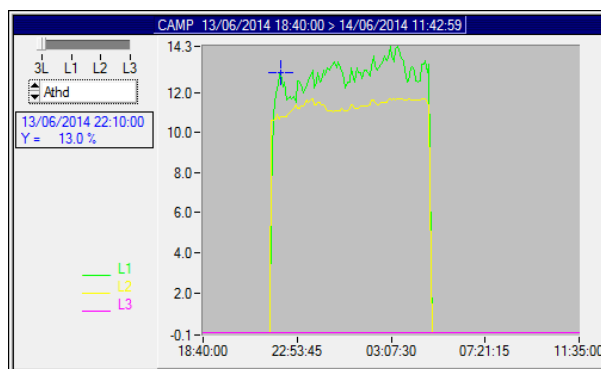 CAMP 13/06/2014 18:40:00 > 14/06/2014 11:42:59
3L L1 L2 L3
Athd
13/06/2014 22:10:00
Y = 13.0 %
L1
L2
L3
14.3
12.0
10.0
8.0
6.0
4.0
2.0
-0.1
18:40:00 22:53:45 03:07:30 07:21:15 11:35:00